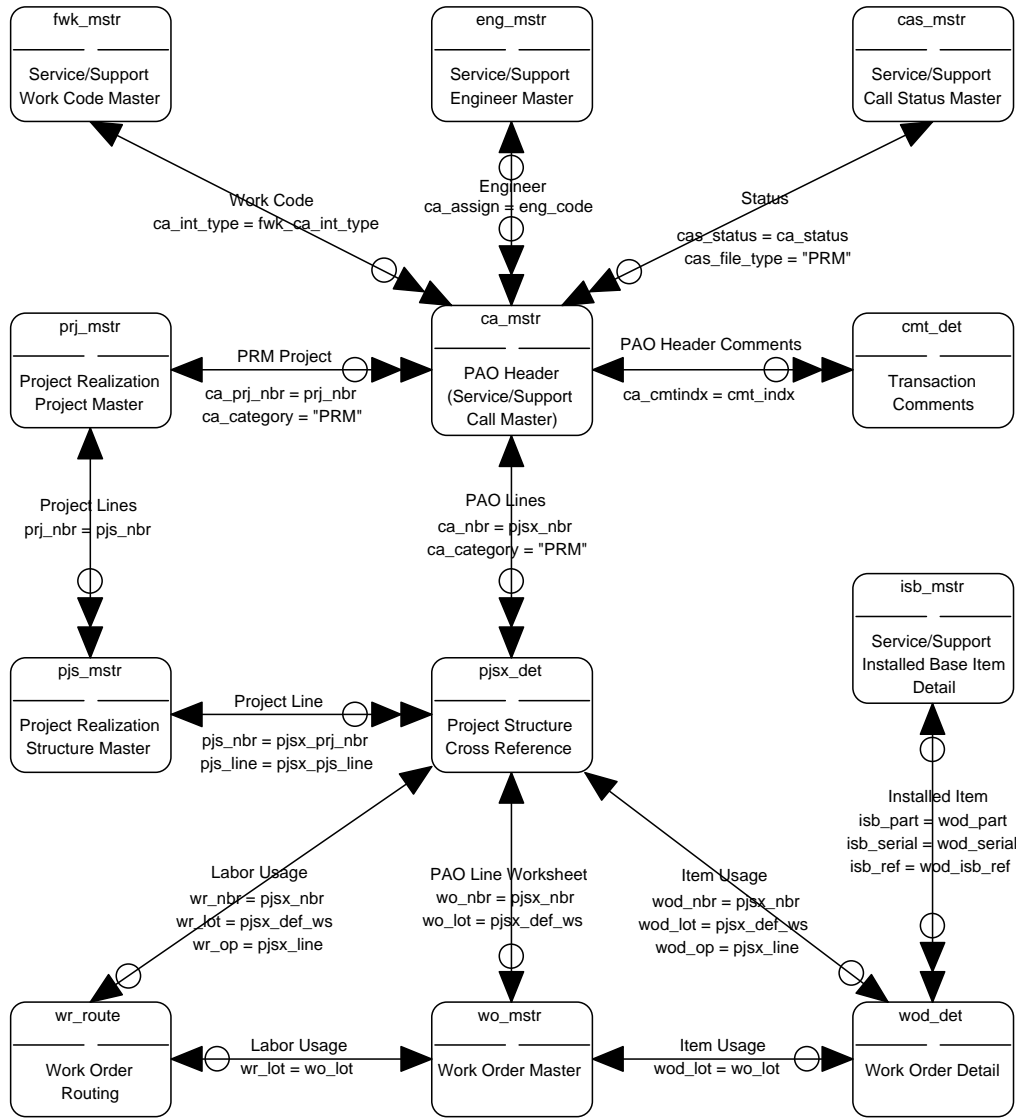 fwk_mstr
Service/Support
Work Code Master
eng_mstr
Service/Support
Engineer Master
cas_mstr
Service/Support
Call Status Master
Work Code
ca_int_type = fwk_ca_int_type
Engineer
ca_assign = eng_code
Status
cas_status = ca_status
cas_file_type = "PRM"
prj_mstr
Project Realization
Project Master
PRM Project
ca_prj_nbr = prj_nbr
ca_category = "PRM"
ca_mstr
PAO Header
(Service/Support
Call Master)
PAO Header Comments
ca_cmtindx = cmt_indx
cmt_det
Transaction
Comments
Project Lines
prj_nbr = pjs_nbr
PAO Lines
ca_nbr = pjsx_nbr
ca_category = "PRM"
isb_mstr
Service/Support
Installed Base Item
Detail
pjs_mstr
Project Realization
Structure Master
Project Line
pjs_nbr = pjsx_prj_nbr
pjs_line = pjsx_pjs_line
pjsx_det
Project Structure
Cross Reference
Installed Item
isb_part = wod_part
isb_serial = wod_serial
isb_ref = wod_isb_ref
Labor Usage
wr_nbr = pjsx_nbr
wr_lot = pjsx_def_ws
wr_op = pjsx_line
PAO Line Worksheet
wo_nbr = pjsx_nbr
wo_lot = pjsx_def_ws
Item Usage
wod_nbr = pjsx_nbr
wod_lot = pjsx_def_ws
wod_op = pjsx_line
wr_route
Work Order
Routing
Labor Usage
wr_lot = wo_lot
wo_mstr
Work Order Master
Item Usage
wod_lot = wo_lot
wod_det
Work Order Detail